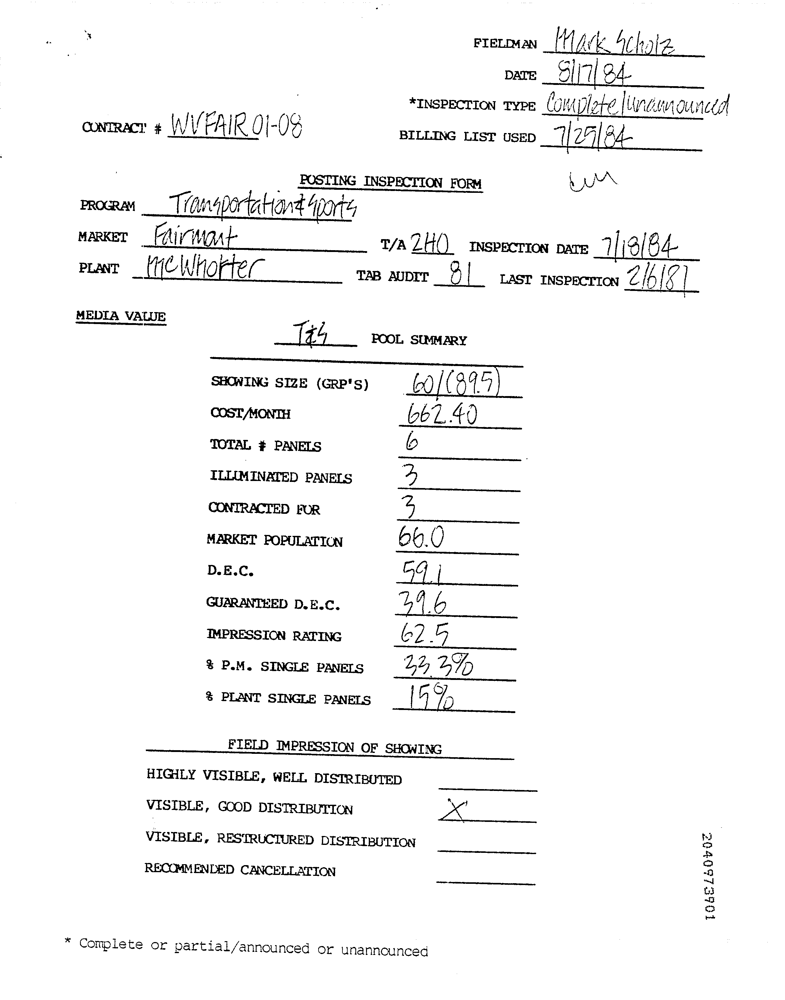 FIELDMAN Mark Scholz
DATE 8/17/84
*INSPECTION TYPE Complete/unannounced
CONTRACT # WVFAIR01-08
BILLING LIST USED 7/25/84
POSTING INSPECTION FORM
PROGRAM Transportation & Sports
MARKET Fairmont T/A 2HO INSPECTION DATE 7/18/84
PLANT McWhorter TAB AUDIT 81 LAST INSPECTION 2/6/81
MEDIA VALUE
T&S POOL SUMMARY
SHOWING SIZE (GRP'S) 60/(89.5)
COST/MONTH 662.40
TOTAL # PANELS 6
ILLUMINATED PANELS 3
CONTRACTED FOR 3
MARKET POPULATION 66.0
D.E.C. 59.1
GUARANTEED D.E.C. 39.6
IMPRESSION RATING 62.5
% P.M. SINGLE PANELS 33.3%
% PLANT SINGLE PANELS 15%
FIELD IMPRESSION OF SHOWING
HIGHLY VISIBLE, WELL DISTRIBUTED
VISIBLE, GOOD DISTRIBUTION X
VISIBLE, RESTRUCTURED DISTRIBUTION
RECOMMENDED CANCELLATION
2040973901
* Complete or partial/announced or unannounced